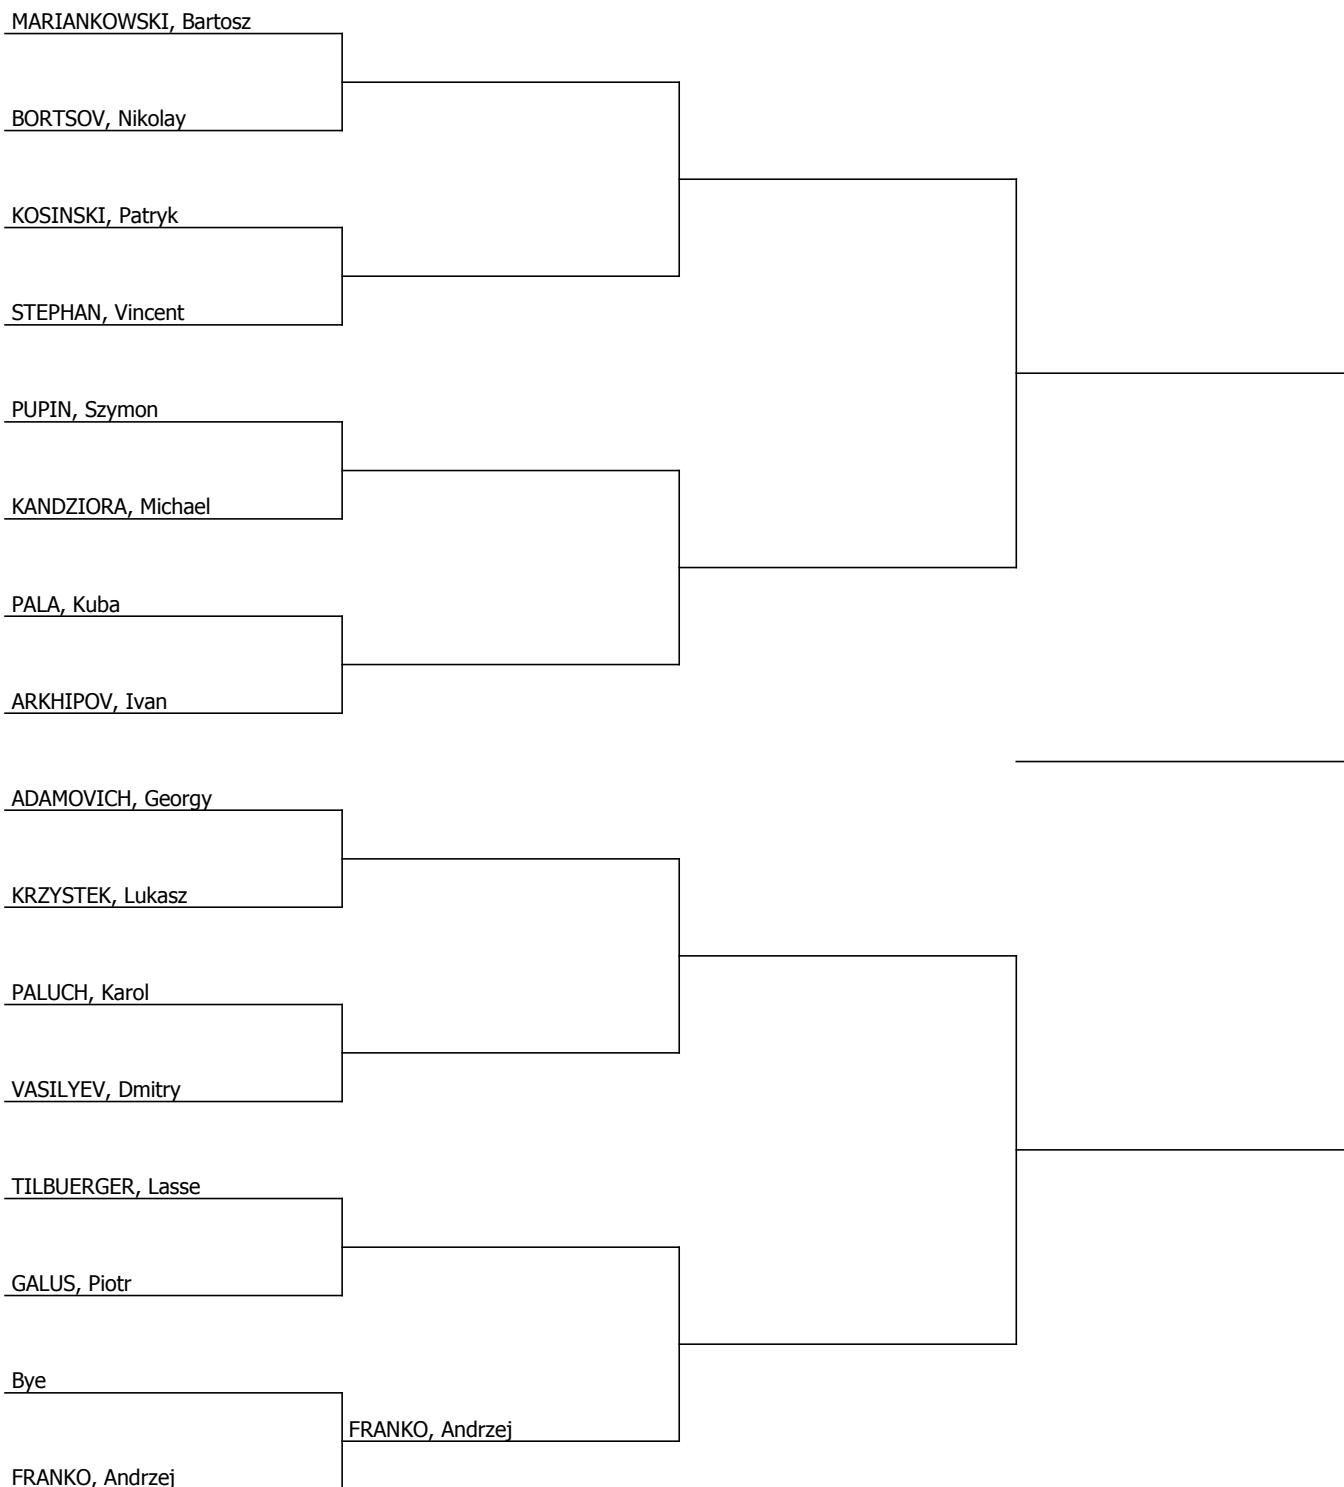 MARIANKOWSKI, Bartosz
BORTSOV, Nikolay
KOSINSKI, Patryk
STEPHAN, Vincent
PUPIN, Szymon
KANDZIORA, Michael
PALA, Kuba
ARKHIPOV, Ivan
ADAMOVICH, Georgy
KRZYSTEK, Lukasz
PALUCH, Karol
VASILYEV, Dmitry
TILBUERGER, Lasse
GALUS, Piotr
Bye
FRANKO, Andrzej
FRANKO, Andrzej